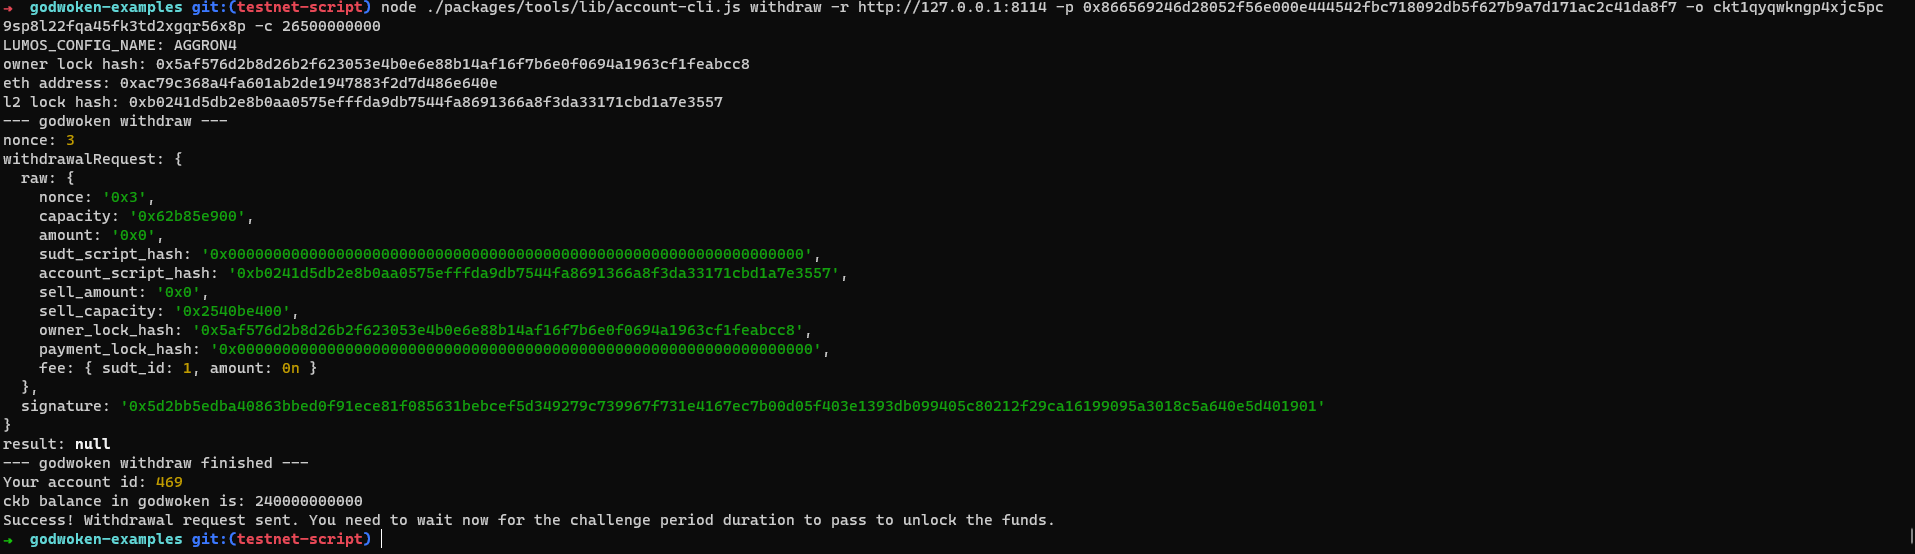 → godwoken-examples git:(testnet-script) node ./packages/tools/lib/account-cli.js withdraw -r http://127.0.0.1:8114 -p 0x866569246d28052f56e000e444542fbc718092db5f627b9a7d171ac2c41da8f7 -o ckt1qyqwkngp4xjc5pc
9sp8l22fqa45fk3td2xgqr56x8p -c 26500000000
LUMOS_CONFIG_NAME: AGGRON4
owner lock hash: 0x5af576d2b8d26b2f623053e4b0e6e88b14af16f7b6e0f0694a1963cf1feabcc8
eth address: 0xac79c368a4fa601ab2de1947883f2d7d486e640e
l2 lock hash: 0xb0241d5db2e8b0aa0575efffda9db7544fa8691366a8f3da33171cbd1a7e3557
--- godwoken withdraw ---
nonce: 3
withdrawalRequest: {
  raw: {
    nonce: '0x3',
    capacity: '0x62b85e900',
    amount: '0x0',
    sudt_script_hash: '0x0000000000000000000000000000000000000000000000000000000000000000',
    account_script_hash: '0xb0241d5db2e8b0aa0575efffda9db7544fa8691366a8f3da33171cbd1a7e3557',
    sell_amount: '0x0',
    sell_capacity: '0x2540be400',
    owner_lock_hash: '0x5af576d2b8d26b2f623053e4b0e6e88b14af16f7b6e0f0694a1963cf1feabcc8',
    payment_lock_hash: '0x0000000000000000000000000000000000000000000000000000000000000000',
    fee: { sudt_id: 1, amount: 0n }
  },
  signature: '0x5d2bb5edba40863bbed0f91ece81f085631bebcef5d349279c739967f731e4167ec7b00d05f403e1393db099405c80212f29ca16199095a3018c5a640e5d401901'
}
result: null
--- godwoken withdraw finished ---
Your account id: 469
ckb balance in godwoken is: 240000000000
Success! Withdrawal request sent. You need to wait now for the challenge period duration to pass to unlock the funds.
→ godwoken-examples git:(testnet-script)